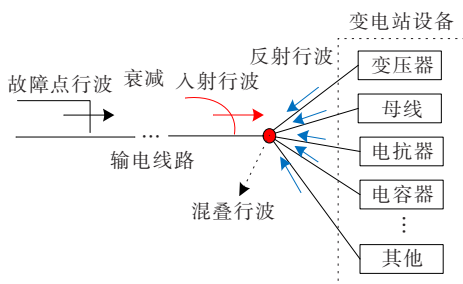 变电站设备
反射行波
变压器
故障点行波
衰减
入射行波
母线
...
输电线路
电抗器
混叠行波
电容器
...
其他